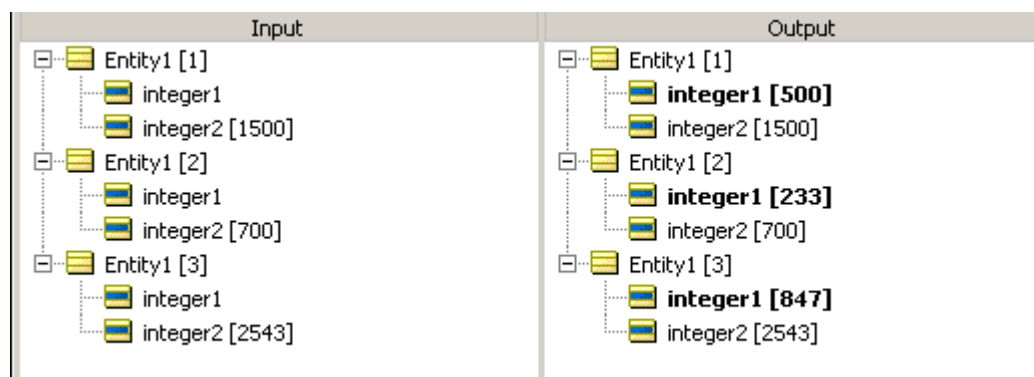 Input
Entity1 [1]
integer1
integer2 [1500]
Entity1 [2]
integer1
integer2 [700]
Entity1 [3]
integer1
integer2 [2543]
Output
Entity1 [1]
integer1 [500]
integer2 [1500]
Entity1 [2]
integer1 [233]
integer2 [700]
Entity1 [3]
integer1 [847]
integer2 [2543]